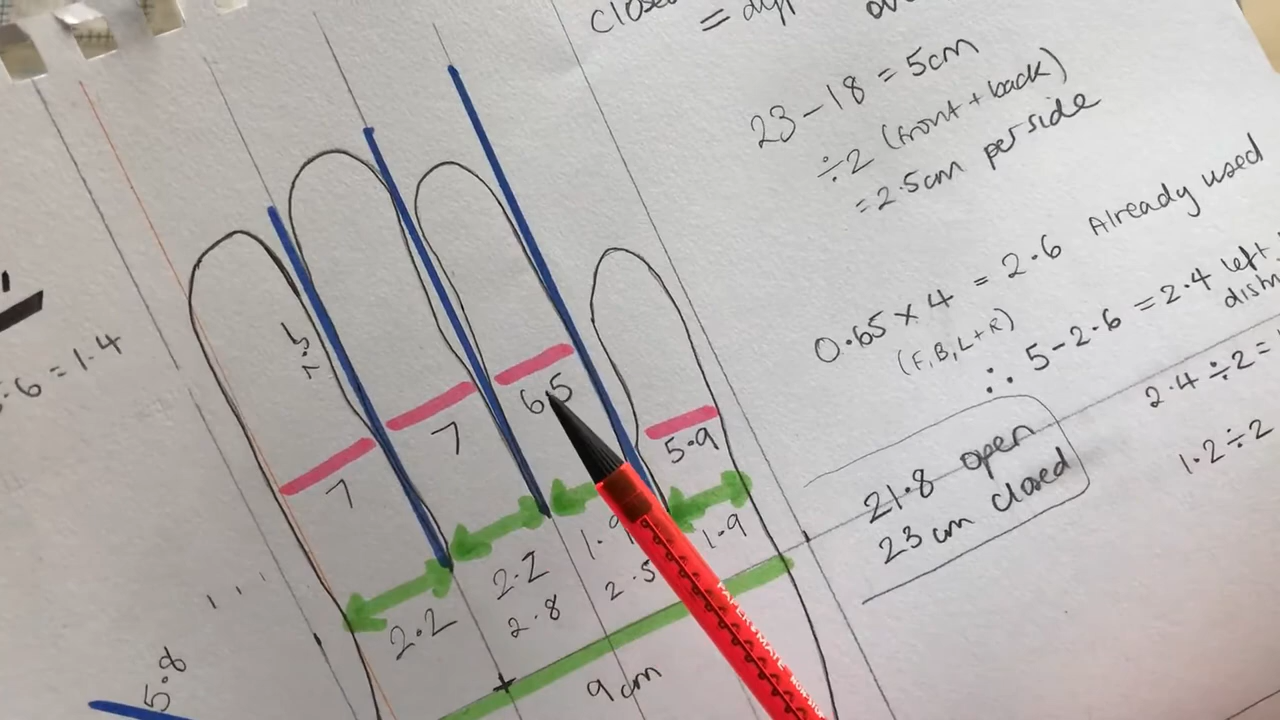 = 
23-18 = 5cm
÷2 (front + back)
= 2.5cm per side
0.65 x 4 = 2.6 Already used
(F, B, L + R)
∴ 5-2.6 = 2.4 left
2.4 ÷ 2 =
1.2 ÷ 2
21.8 open
23 cm closed
.6 = 1.4
7.5
7
7
6.5
5.9
2.2
2.2
1.9
1.9
2.8
2.5
9cm
5.8
PAPER MATE